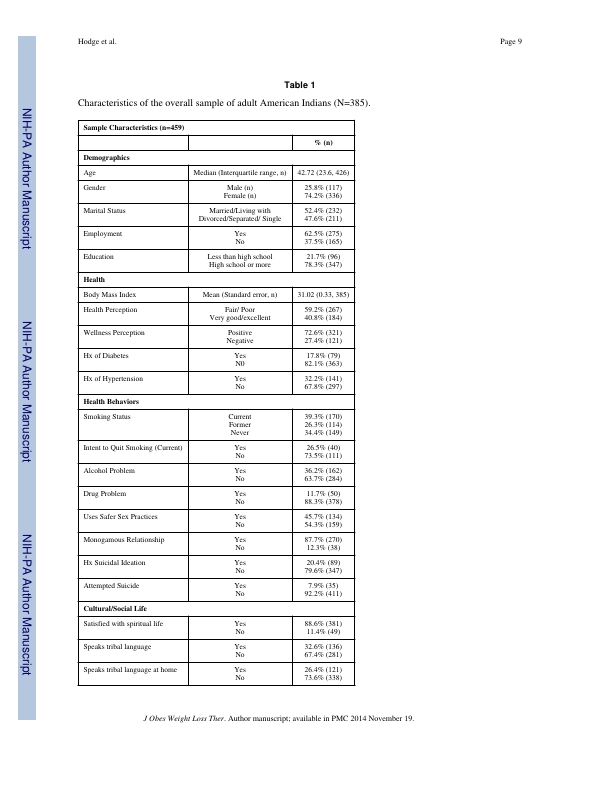 Hodge et al.
Page 9
NIH-PA Author Manuscript
NIH-PA Author Manuscript
NIH-PA Author Manuscript
Table 1
Characteristics of the overall sample of adult American Indians (N=385).
Sample Characteristics (n=459)
% (n)
Demographics
Age Median (Interquartile range, n) 42.72 (23.6, 426)
Gender Male (n) 25.8% (117)
Female (n) 74.2% (336)
Marital Status Married/Living with 52.4% (232)
Divorced/Separated/ Single 47.6% (211)
Employment Yes 62.5% (275)
No 37.5% (165)
Education Less than high school 21.7% (96)
High school or more 78.3% (347)
Health
Body Mass Index Mean (Standard error, n) 31.02 (0.33, 385)
Health Perception Fair/ Poor 59.2% (267)
Very good/excellent 40.8% (184)
Wellness Perception Positive 72.6% (321)
Negative 27.4% (121)
Hx of Diabetes Yes 17.8% (79)
N0 82.1% (363)
Hx of Hypertension Yes 32.2% (141)
No 67.8% (297)
Health Behaviors
Smoking Status Current 39.3% (170)
Former 26.3% (114)
Never 34.4% (149)
Intent to Quit Smoking (Current) Yes 26.5% (40)
No 73.5% (111)
Alcohol Problem Yes 36.2% (162)
No 63.7% (284)
Drug Problem Yes 11.7% (50)
No 88.3% (378)
Uses Safer Sex Practices Yes 45.7% (134)
No 54.3% (159)
Monogamous Relationship Yes 87.7% (270)
No 12.3% (38)
Hx Suicidal Ideation Yes 20.4% (89)
No 79.6% (347)
Attempted Suicide Yes 7.9% (35)
No 92.2% (411)
Cultural/Social Life
Satisfied with spiritual life Yes 88.6% (381)
No 11.4% (49)
Speaks tribal language Yes 32.6% (136)
No 67.4% (281)
Speaks tribal language at home Yes 26.4% (121)
No 73.6% (338)
J Obes Weight Loss Ther. Author manuscript; available in PMC 2014 November 19.